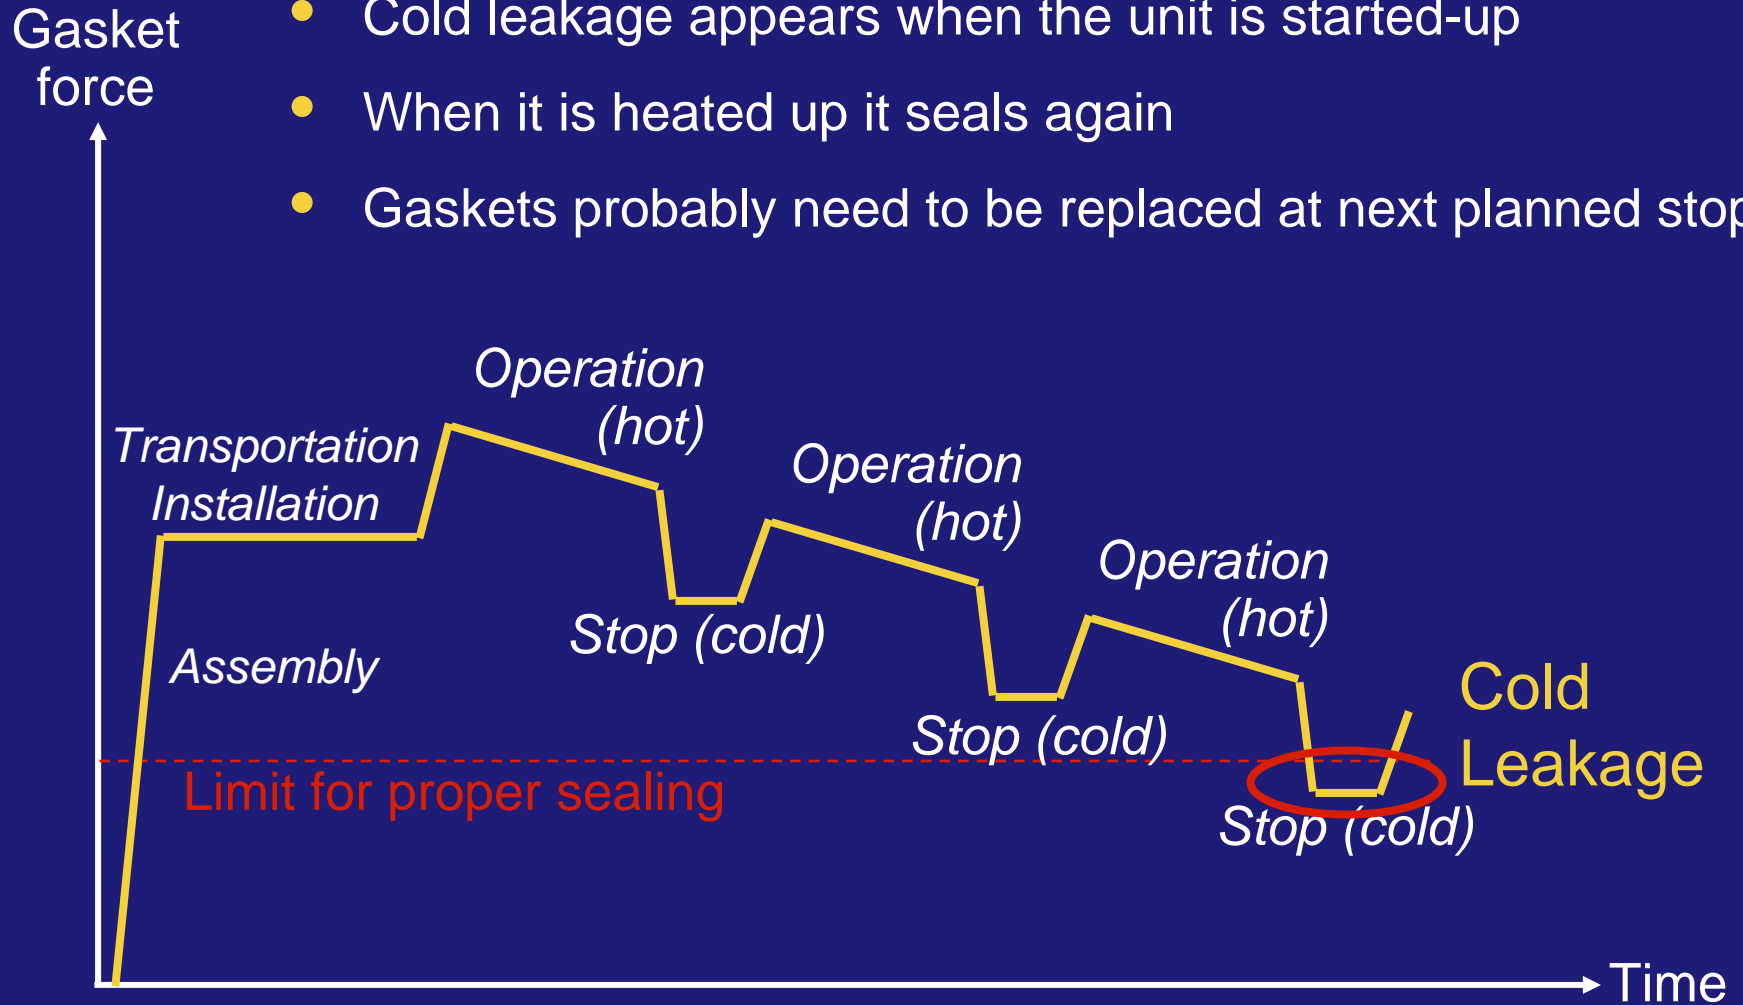 Gasket
force
Cold leakage appears when the unit is started-up
When it is heated up it seals again
Gaskets probably need to be replaced at next planned stop
Operation
(hot)
Transportation
Installation
Operation
(hot)
Operation
(hot)
Stop (cold)
Assembly
Cold
Leakage
Stop (cold)
Limit for proper sealing
Stop (cold)
Time